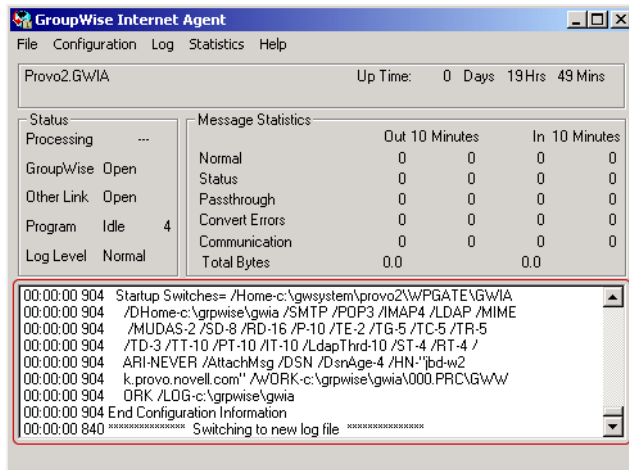 GroupWise Internet Agent
File Configuration Log Statistics Help
Provo2.GWIA Up Time: 0 Days 19 Hrs 49 Mins
Status
Processing ---
GroupWise Open
Other Link Open
Program Idle 4
Log Level Normal
Message Statistics
Out 10 Minutes In 10 Minutes
Normal 0 0 0 0
Status 0 0 0 0
Passthrough 0 0 0 0
Convert Errors 0 0 0 0
Communication 0 0 0 0
Total Bytes 0.0 0.0
00:00:00 904 Startup Switches= /Home-c:\gwsystem\provo2\WPGATE\GWIA
00:00:00 904 /DHome-c:\grpwise\gwia /SMTP /POP3 /IMAP4 /LDAP /MIME
00:00:00 904 /MUDAS-2 /SD-8 /RD-16 /P-10 /TE-2 /TG-5 /TC-5 /TR-5
00:00:00 904 /TD-3 /TT-10 /PT-10 /IT-10 /LdapThrd-10 /ST-4 /RT-4 /
00:00:00 904 ARI-NEVER /AttachMsg /DSN /DsnAge-4 /HN-"jbd-w2
00:00:00 904 k.provo.novell.com" /WORK-c:\grpwise\gwia\000.PRC\GWW
00:00:00 904 ORK /LOG-c:\grpwise\gwia
00:00:00 904 End Configuration Information
00:00:00 840 *************** Switching to new log file ***************